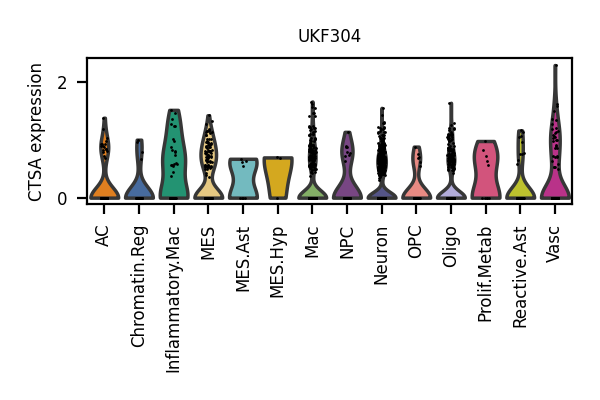 UKF304
CTSA expression
2
0
AC
Chromatin.Reg
Inflammatory.Mac
MES
MES.Ast
MES.Hyp
Mac
NPC
Neuron
OPC
Oligo
Prolif.Metab
Reactive.Ast
Vasc